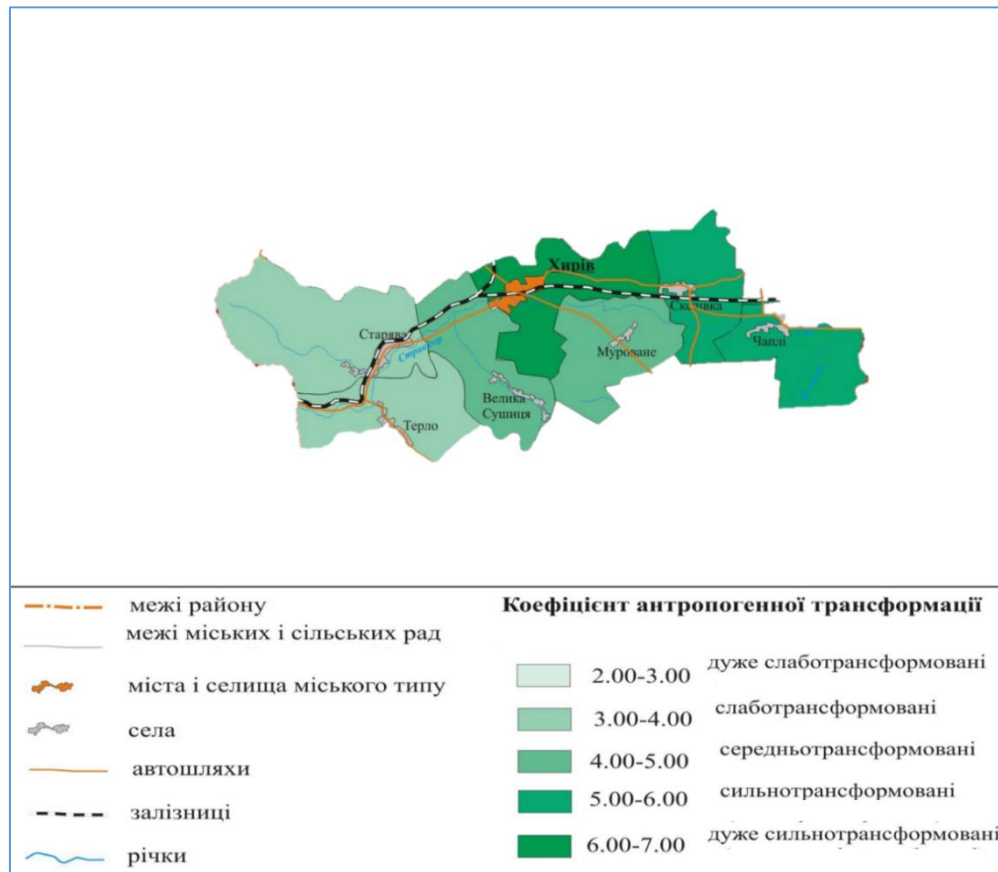 Хирів
Старява
Стривігор
Скелівка
Муроване
Чаплі
Велика
Сушиця
Терло
межі району
межі міських і сільських рад
міста і селища міського типу
села
автошляхи
залізниці
річки
Коефіцієнт антропогенної трансформації
2.00-3.00 дуже слаботрансформовані
3.00-4.00 слаботрансформовані
4.00-5.00 середньотрансформовані
5.00-6.00 сильнотрансформовані
6.00-7.00 дуже сильнотрансформовані